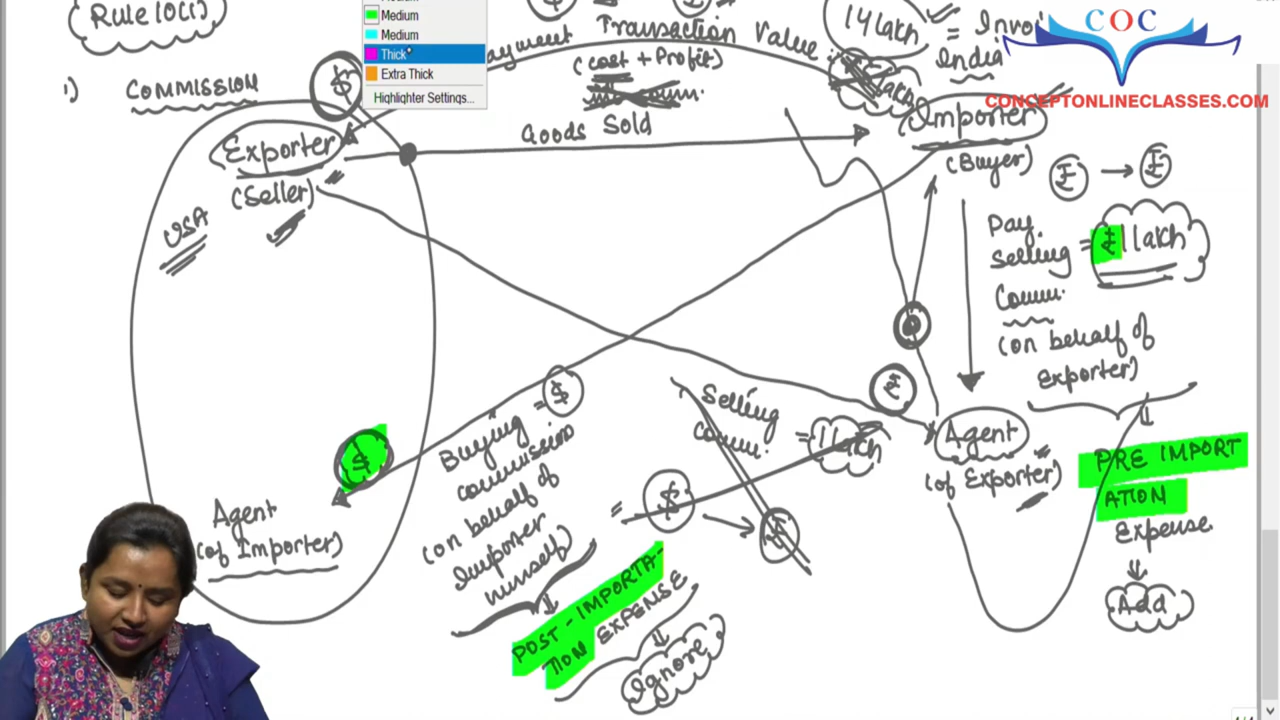 Rule 10(i)
Medium
Medium
Thick
Extra Thick
Highlighter Settings...
COC
CONCEPTONLINECLASSES.COM
Transaction Value :
(cost + Profit)
14 lakh
= Invoi
India
1) COMMISSION
$
Goods Sold
Exporter
(Seller)
USA
Importer
(Buyer)
₤ → ₤
Pay.
Selling = ₹ 1 lakh
Comm.
(on behalf of
Exporter)
PRE IMPORT
ATION
Expense
Add
₹
Agent
(of Exporter)
Selling
Comm. = 1 lakh
= $
$
Buying = $
commission
(on behalf of
Importer
himself)
POST-IMPORTA-
TION EXPENSE
Ignore
$
Agent
(of Importer)